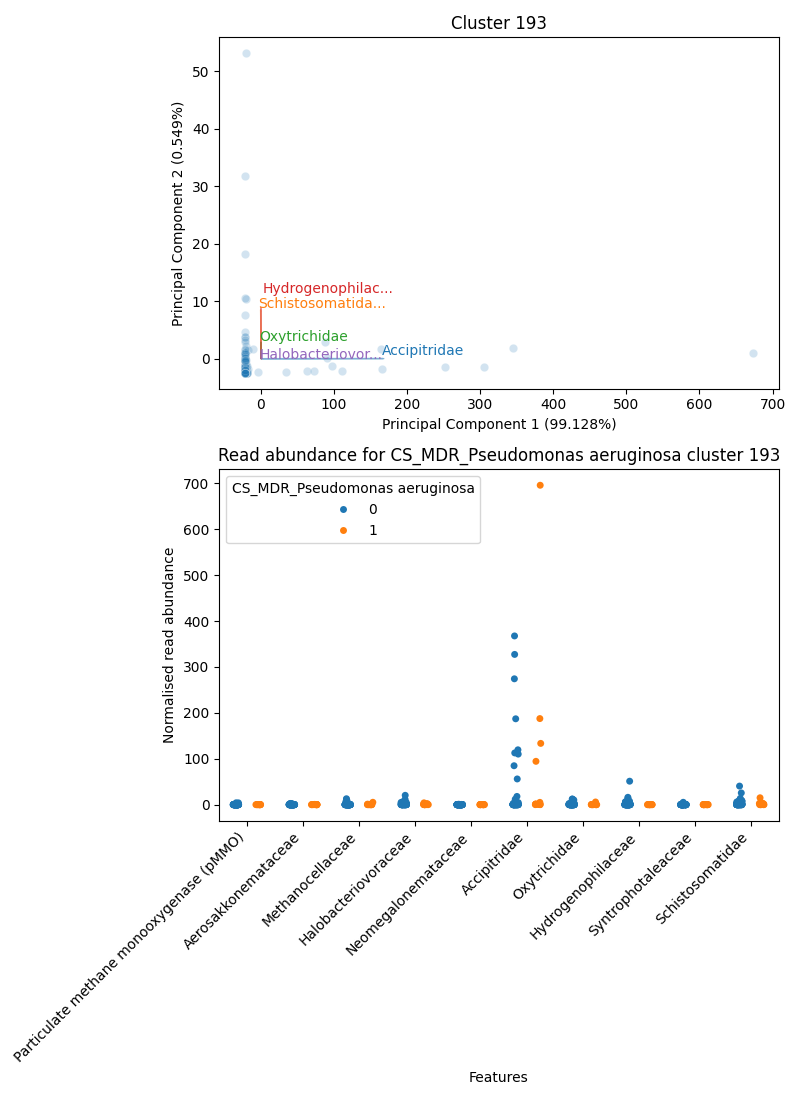 Cluster 193
Principal Component 2 (0.549%)
50
40
30
20
10
0
Hydrogenophilac...
Schistosomatida...
Oxytrichidae
Halobacteriovor...
Accipitridae
0 100 200 300 400 500 600 700
Principal Component 1 (99.128%)
Read abundance for CS_MDR_Pseudomonas aeruginosa cluster 193
Normalised read abundance
700
600
500
400
300
200
100
0
CS_MDR_Pseudomonas aeruginosa
0
1
Particulate methane monooxygenase (pMMO)
Aerosakkonemataceae
Methanocellaceae
Halobacteriovoraceae
Neomegalonemataceae
Accipitridae
Oxytrichidae
Hydrogenophilaceae
Syntrophotaleaceae
Schistosomatidae
Features